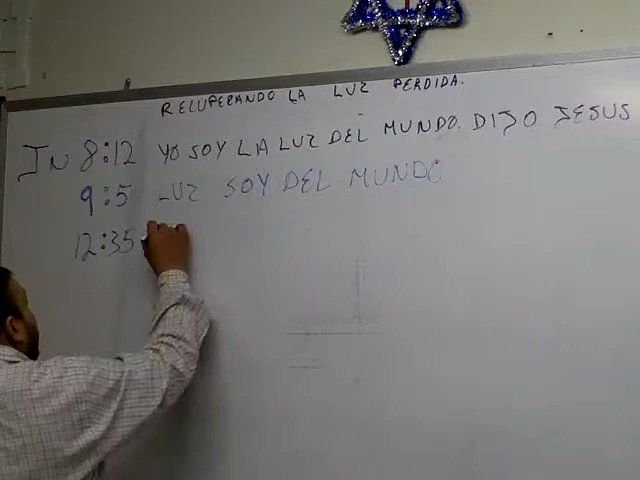 RECUPERANDO LA LUZ PERDIDA.
JN 8:12 YO SOY LA LUZ DEL MUNDO. DIJO JESUS
9:5 LUZ SOY DEL MUNDO
12:35